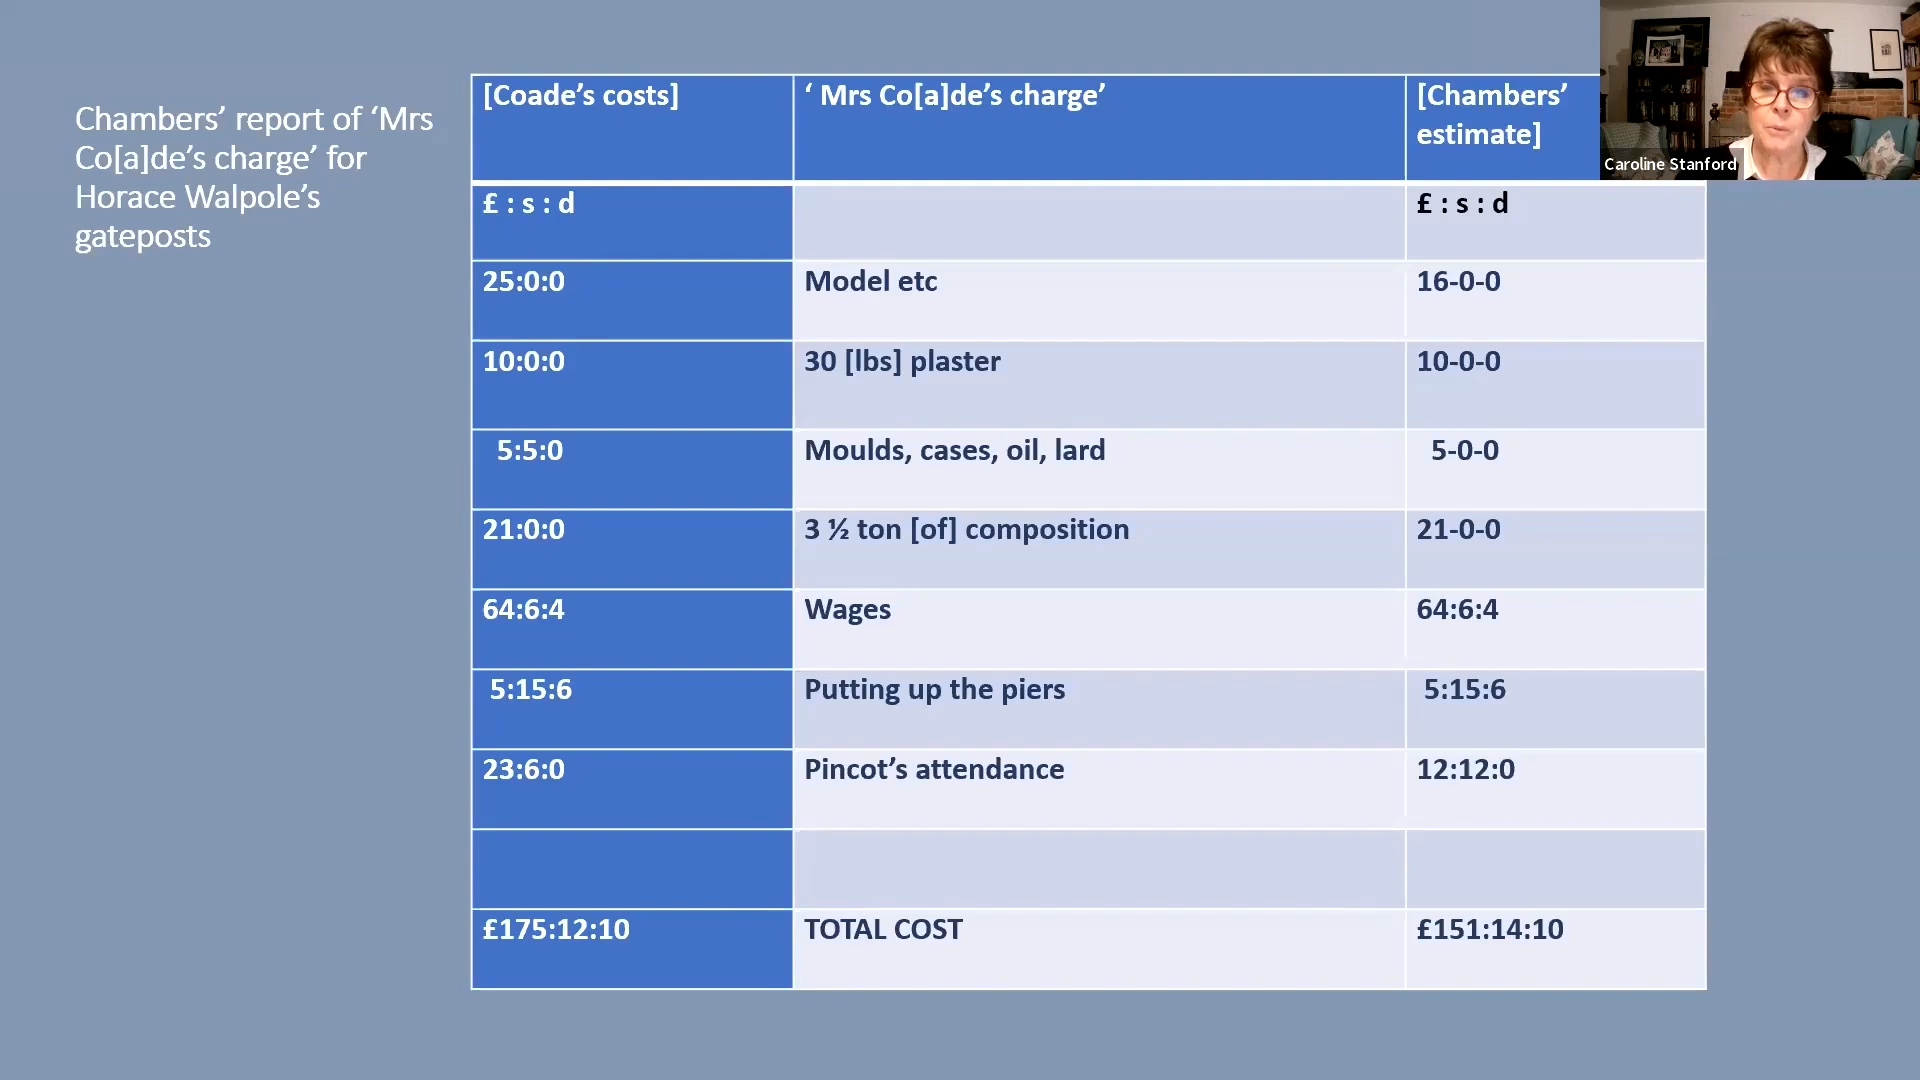 Chambers’ report of ‘Mrs
Co[a]de’s charge’ for
Horace Walpole’s
gateposts
[Coade’s costs] ‘ Mrs Co[a]de’s charge’ [Chambers’
estimate]
Caroline Stanford
£ : s : d £ : s : d
25:0:0 Model etc 16-0-0
10:0:0 30 [lbs] plaster 10-0-0
5:5:0 Moulds, cases, oil, lard 5-0-0
21:0:0 3 ½ ton [of] composition 21-0-0
64:6:4 Wages 64:6:4
5:15:6 Putting up the piers 5:15:6
23:6:0 Pincot’s attendance 12:12:0
£175:12:10 TOTAL COST £151:14:10